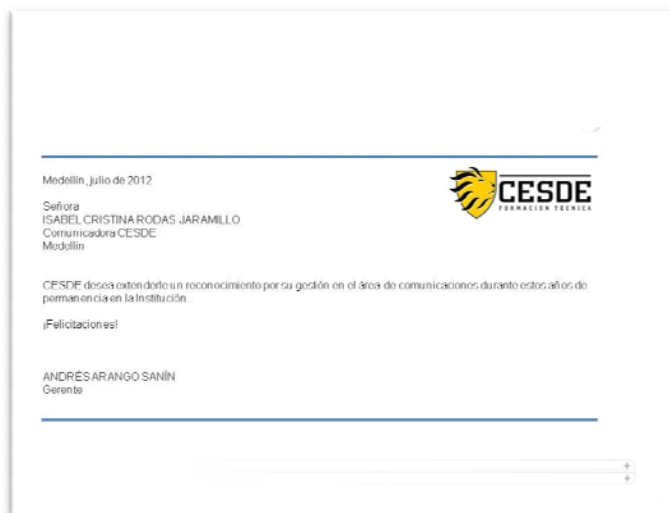 Medellín, julio de 2012
CESDE
FORMACIÓN TÉCNICA
Señora
ISABEL CRISTINA RODAS JARAMILLO
Comunicadora CESDE
Medellín
CESDE desea extenderle un reconocimiento por su gestión en el área de comunicaciones durante estos años de
permanencia en la Institución
¡Felicitaciones!
ANDRÉS ARANGO SANÍN
Gerente